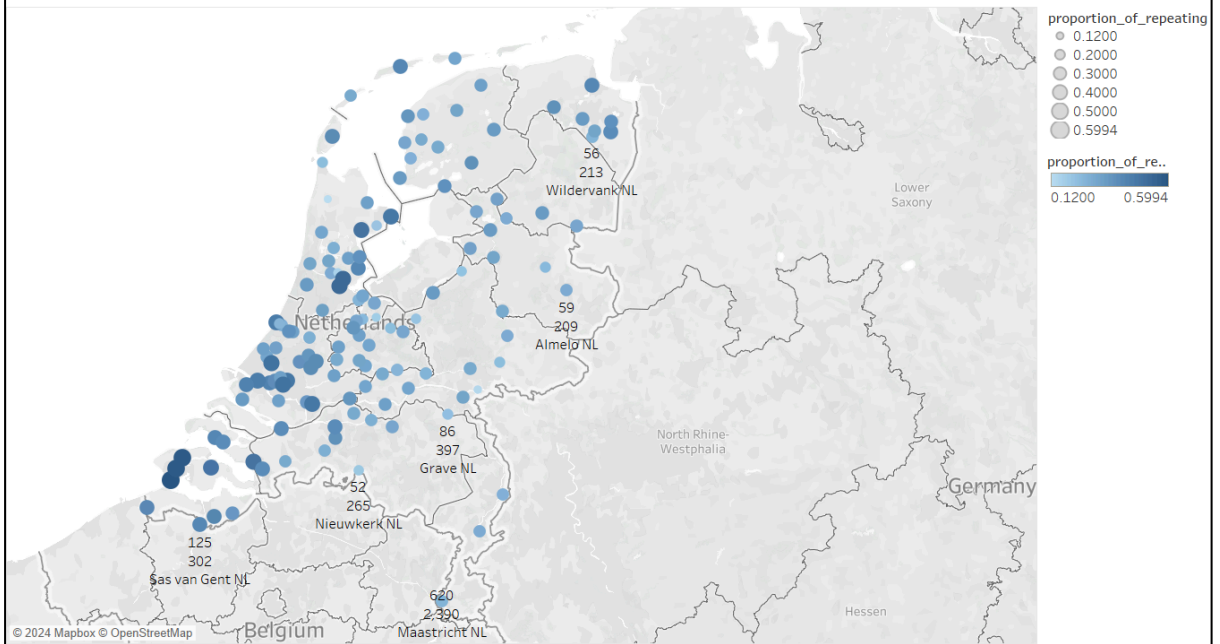 proportion_of_repeating
0.1200
0.2000
0.3000
0.4000
0.5000
0.5994
proportion_of_re..
0.1200 0.5994
56
213
Wildervank NL
Lower
Saxony
59
209
Almelo NL
Netherlands
86
397
Grave NL
North Rhine-
Westphalia
52
265
Nieuwkerk NL
Germany
125
302
Sas van Gent NL
620
2,390
Maastricht NL
Hessen
Belgium
© 2024 Mapbox © OpenStreetMap